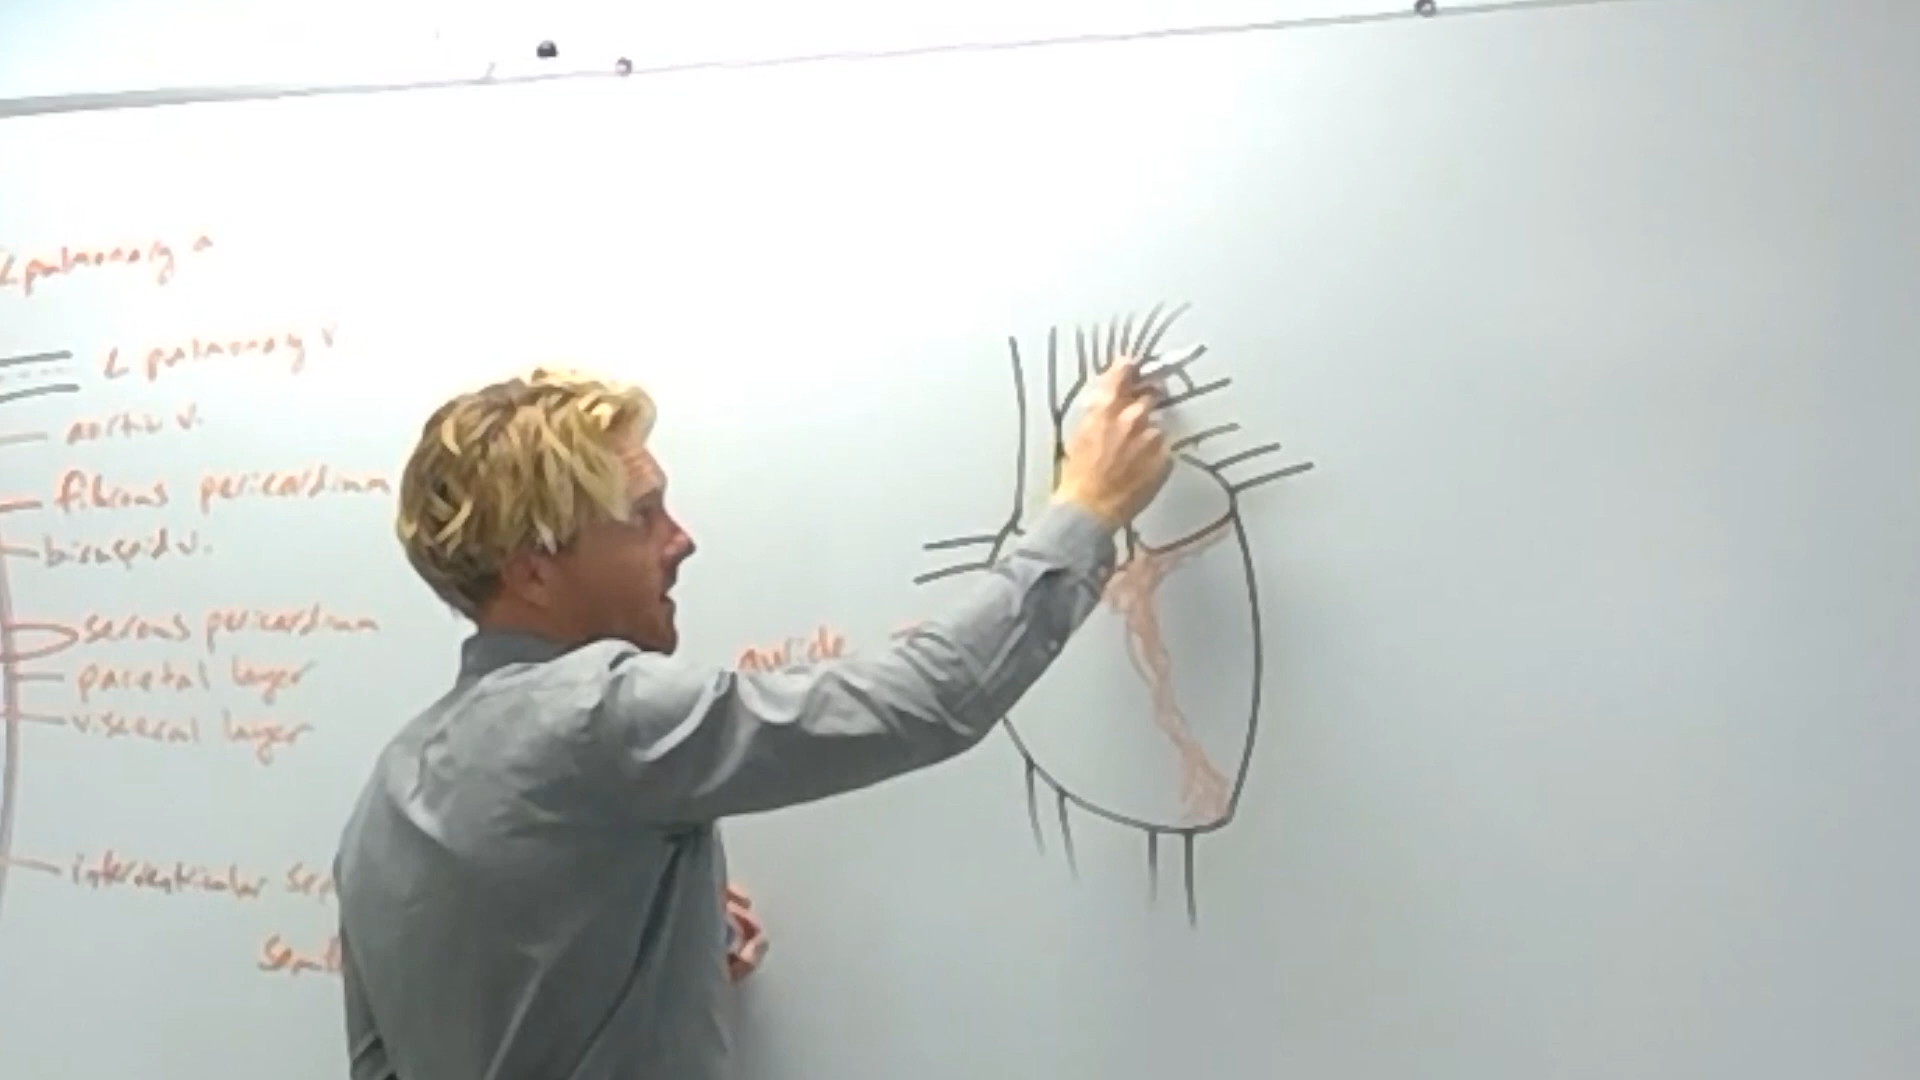 L pulmonary a
L pulmonary v.
aortic v.
fibrous pericardium
bicuspid v.
serous pericardium
parietal layer
visceral layer
auricle
interventricular